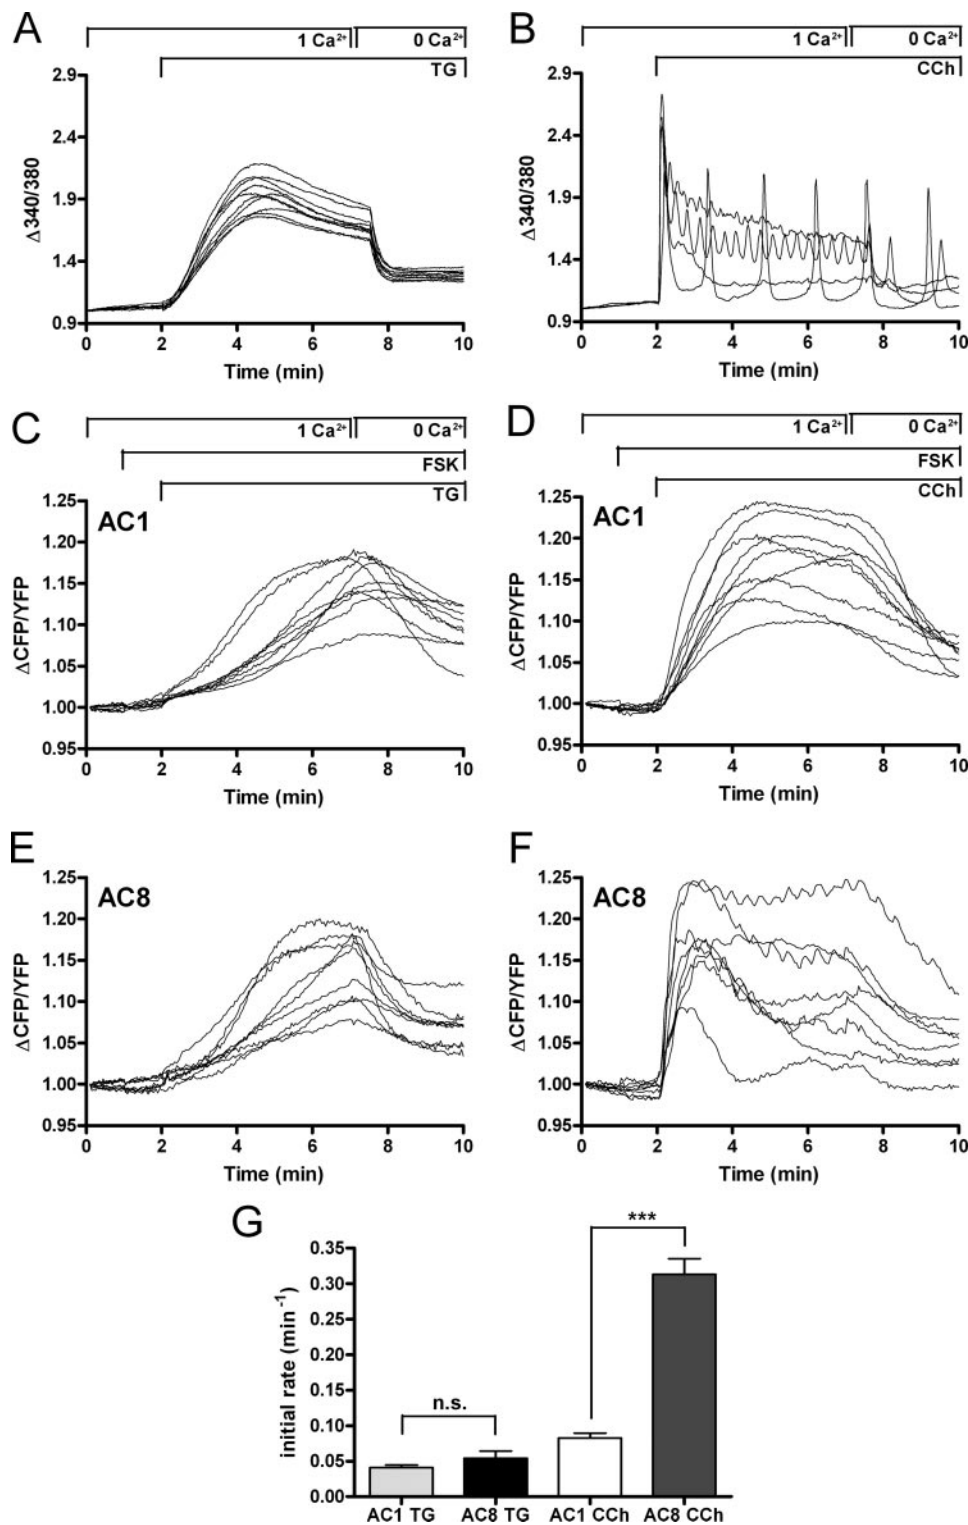 A
1 Ca²⁺
0 Ca²⁺
TG
2.9
2.4
1.9
1.4
0.9
Δ340/380
0 2 4 6 8 10
Time (min)
B
1 Ca²⁺
0 Ca²⁺
CCh
2.9
2.4
1.9
1.4
0.9
Δ340/380
0 2 4 6 8 10
Time (min)
C
1 Ca²⁺
0 Ca²⁺
FSK
TG
AC1
1.25
1.20
1.15
1.10
1.05
1.00
0.95
ΔCFP/YFP
0 2 4 6 8 10
Time (min)
D
1 Ca²⁺
0 Ca²⁺
FSK
CCh
AC1
1.25
1.20
1.15
1.10
1.05
1.00
0.95
ΔCFP/YFP
0 2 4 6 8 10
Time (min)
E
AC8
1.25
1.20
1.15
1.10
1.05
1.00
0.95
ΔCFP/YFP
0 2 4 6 8 10
Time (min)
F
AC8
1.25
1.20
1.15
1.10
1.05
1.00
0.95
ΔCFP/YFP
0 2 4 6 8 10
Time (min)
G
0.35
0.30
0.25
0.20
0.15
0.10
0.05
0.00
initial rate (min⁻¹)
n.s.
***
AC1 TG AC8 TG AC1 CCh AC8 CCh